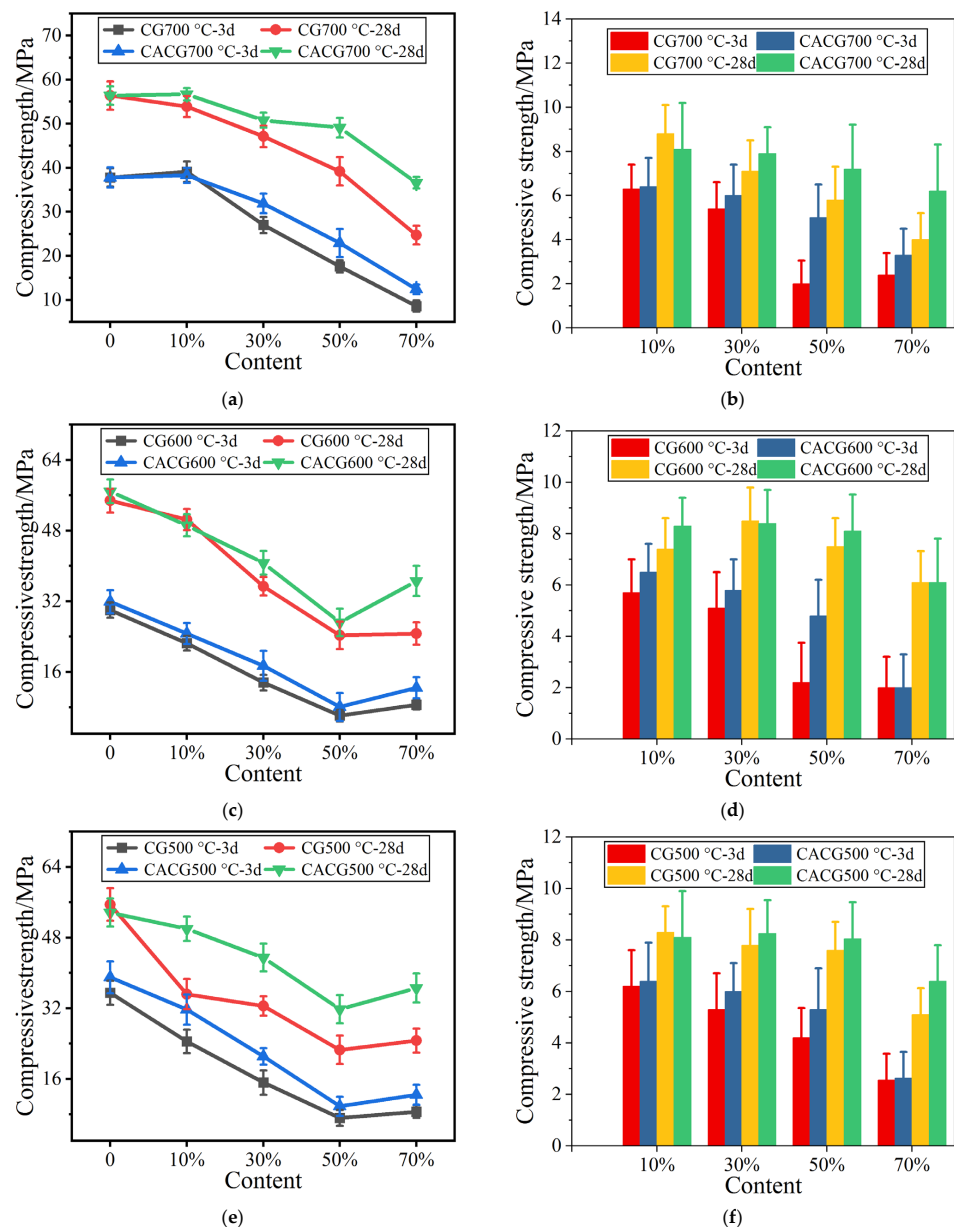 CG700 °C-3d CG700 °C-28d
CACG700 °C-3d CACG700 °C-28d
Compressivestrength/MPa
70
60
50
40
30
20
10
0 10% 30% 50% 70%
Content
(a)
CG700 °C-3d CACG700 °C-3d
CG700 °C-28d CACG700 °C-28d
Compressive strength/MPa
14
12
10
8
6
4
2
0
10% 30% 50% 70%
Content
(b)
CG600 °C-3d CG600 °C-28d
CACG600 °C-3d CACG600 °C-28d
Compressivestrength/MPa
64
48
32
16
0 10% 30% 50% 70%
Content
(c)
CG600 °C-3d CACG600 °C-3d
CG600 °C-28d CACG600 °C-28d
Compressive strength/MPa
12
10
8
6
4
2
0
10% 30% 50% 70%
Content
(d)
CG500 °C-3d CG500 °C-28d
CACG500 °C-3d CACG500 °C-28d
Compressivestrength/MPa
64
48
32
16
0 10% 30% 50% 70%
Content
(e)
CG500 °C-3d CACG500 °C-3d
CG500 °C-28d CACG500 °C-28d
Compressive strength/MPa
12
10
8
6
4
2
0
10% 30% 50% 70%
Content
(f)